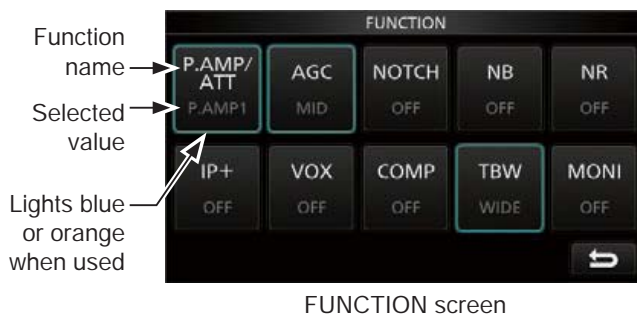 FUNCTION
Function
name
P.AMP/
ATT
P.AMP1
AGC
MID
NOTCH
OFF
NB
OFF
NR
OFF
Selected
value
IP+
OFF
VOX
OFF
COMP
OFF
TBW
WIDE
MONI
OFF
Lights blue
or orange
when used
FUNCTION screen